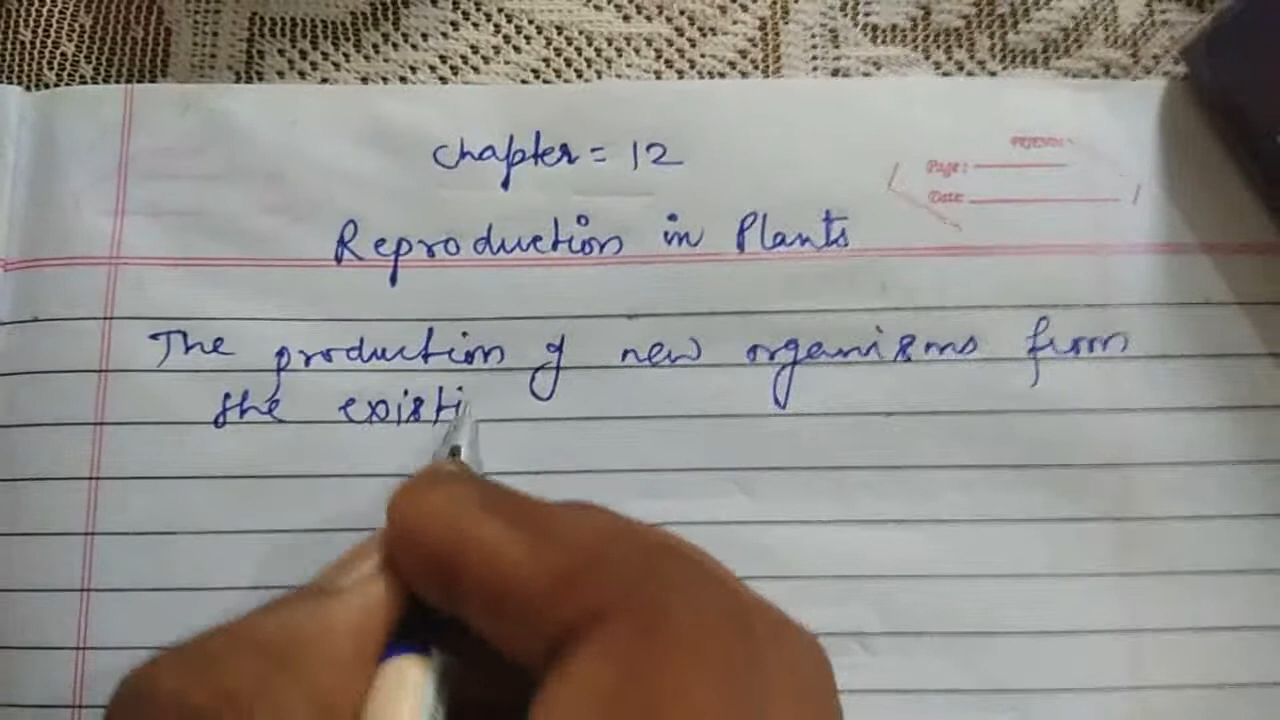 Chapter = 12
Page:
Date:
Reproduction in Plants
The production of new organisms from
the existi